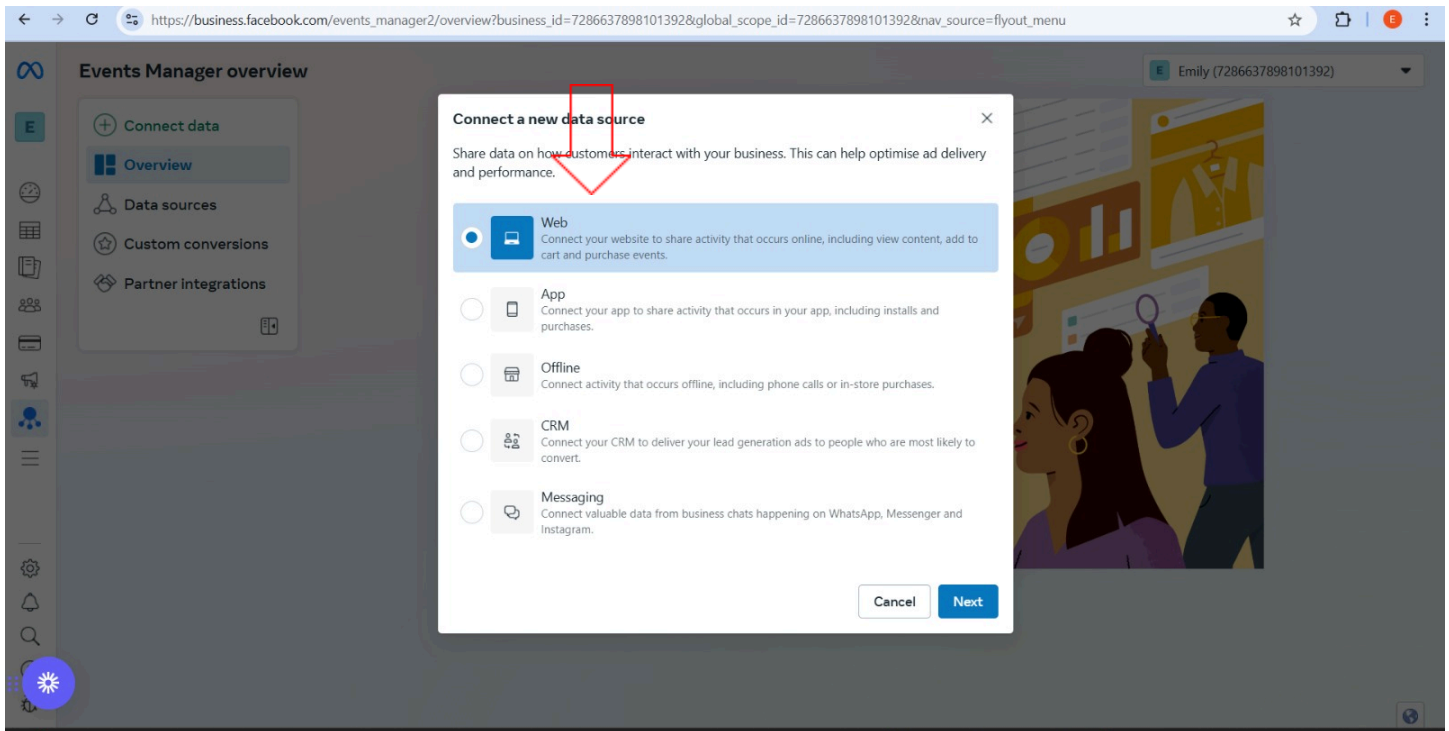 https://business.facebook.com/events_manager2/overview?business_id=7286637898101392&global_scope_id=7286637898101392&nav_source=flyout_menu
E
Events Manager overview
E Emily (7286637898101392)
E
Connect data
Overview
Data sources
Custom conversions
Partner integrations
Connect a new data source
Share data on how customers interact with your business. This can help optimise ad delivery
and performance.
Web
Connect your website to share activity that occurs online, including view content, add to
cart and purchase events.
App
Connect your app to share activity that occurs in your app, including installs and
purchases.
Offline
Connect activity that occurs offline, including phone calls or in-store purchases.
CRM
Connect your CRM to deliver your lead generation ads to people who are most likely to
convert.
Messaging
Connect valuable data from business chats happening on WhatsApp, Messenger and
Instagram.
Cancel Next